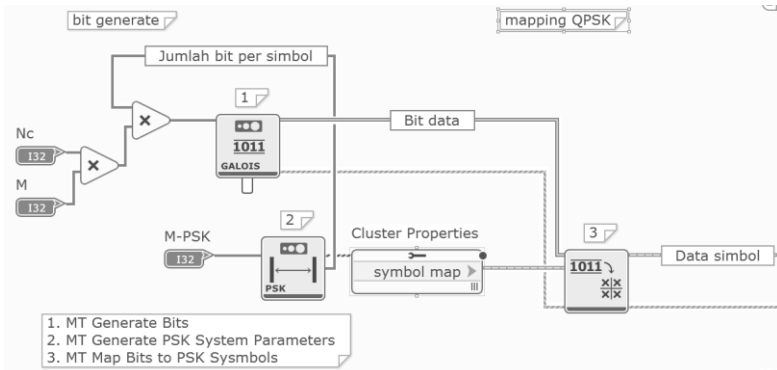 bit generate
mapping QPSK
Jumlah bit per simbol
1
Nc
I32
M
I32
1011
GALOIS
Bit data
M-PSK
I32
2
PSK
Cluster Properties
symbol map
3
1011
Data simbol
1. MT Generate Bits
2. MT Generate PSK System Parameters
3. MT Map Bits to PSK Sysmbols